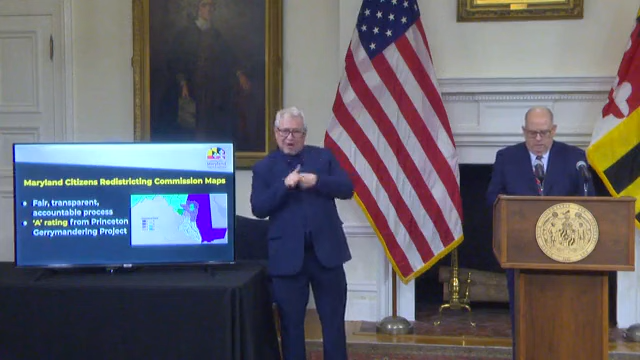 Maryland Citizens Redistricting Commission Maps
• Fair, transparent,
accountable process
• 'A' rating from Princeton
Gerrymandering Project